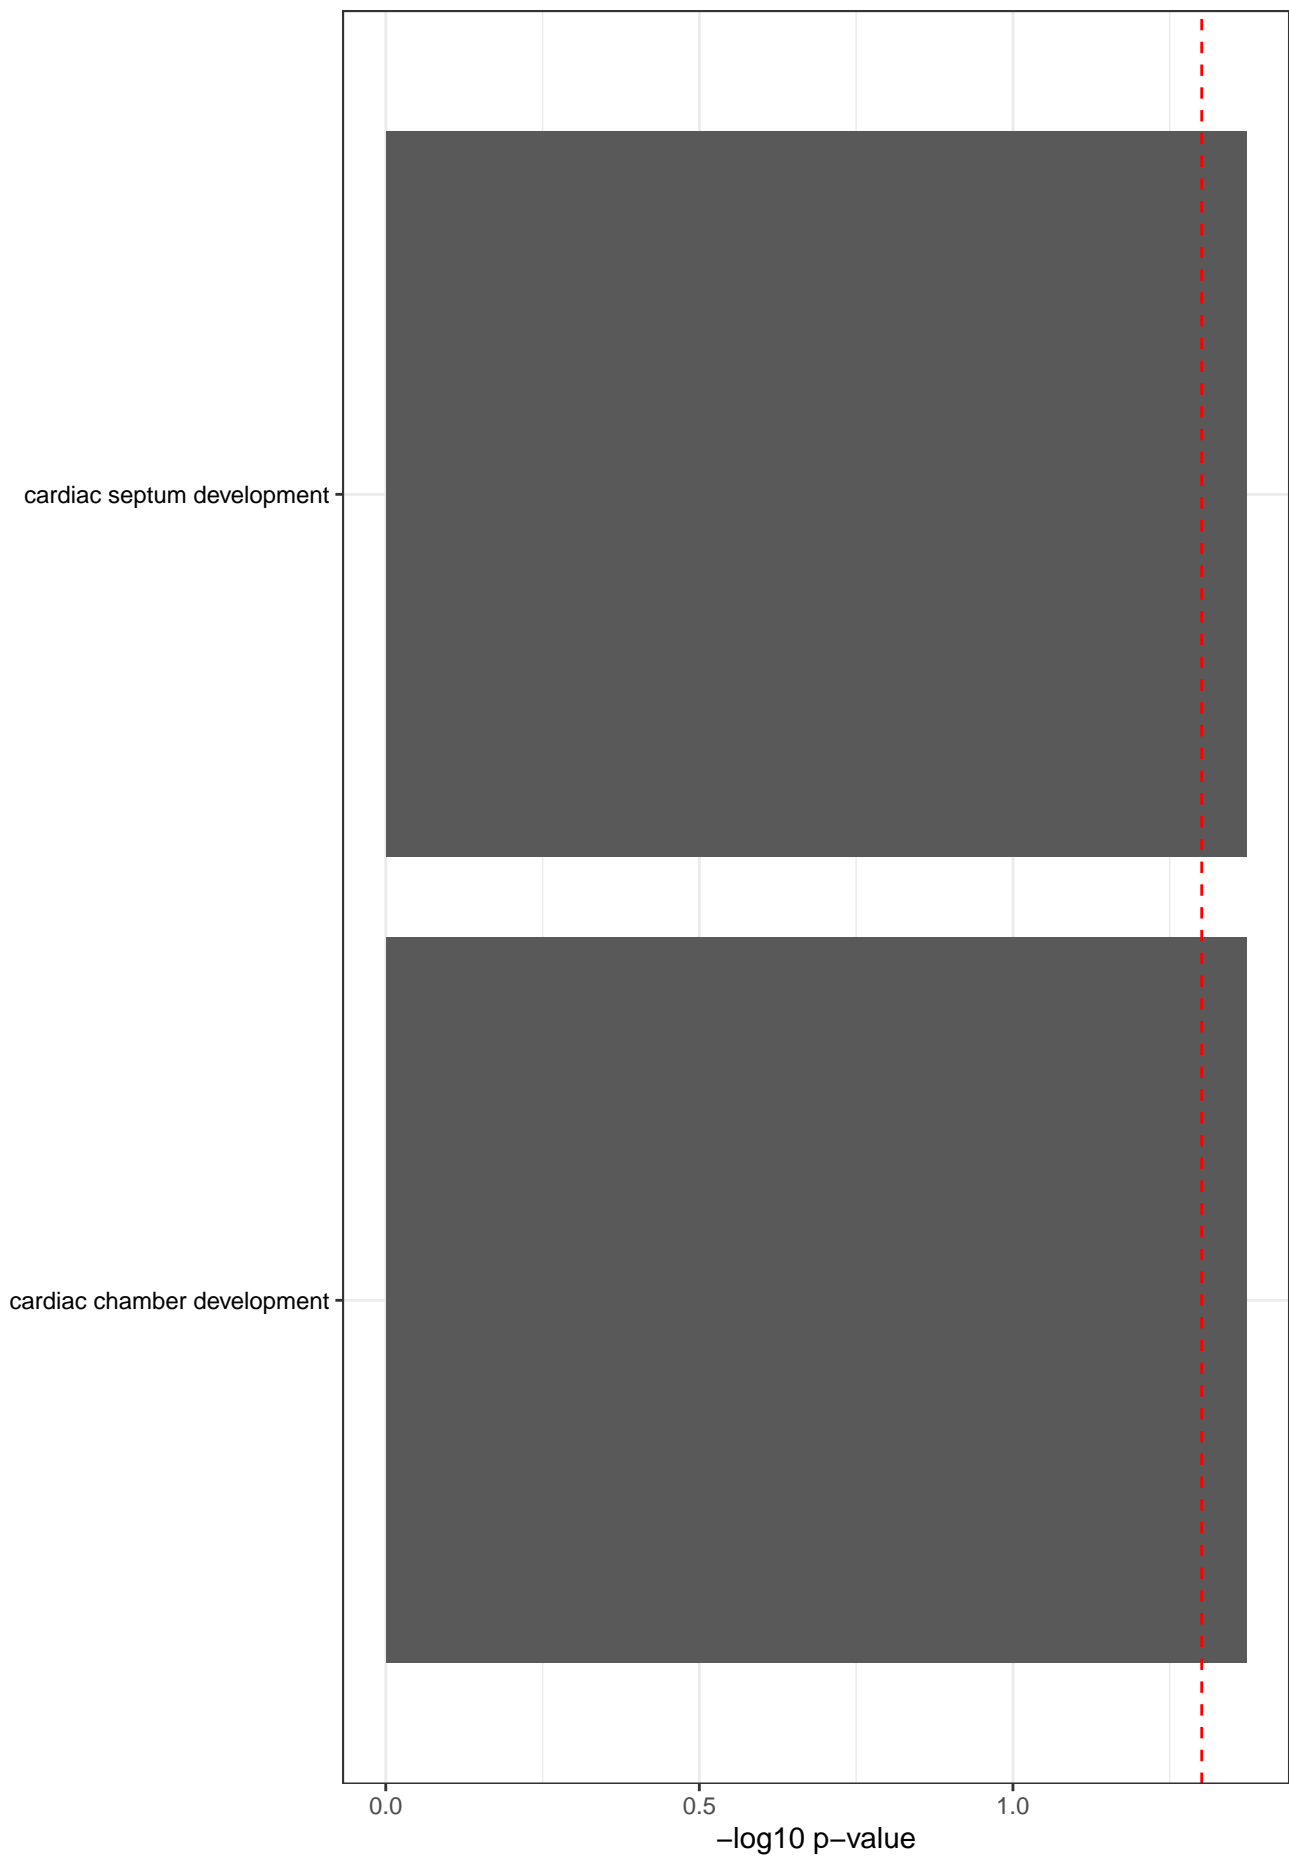 cardiac septum development
cardiac chamber development
0.0 0.5 1.0
−log10 p−value